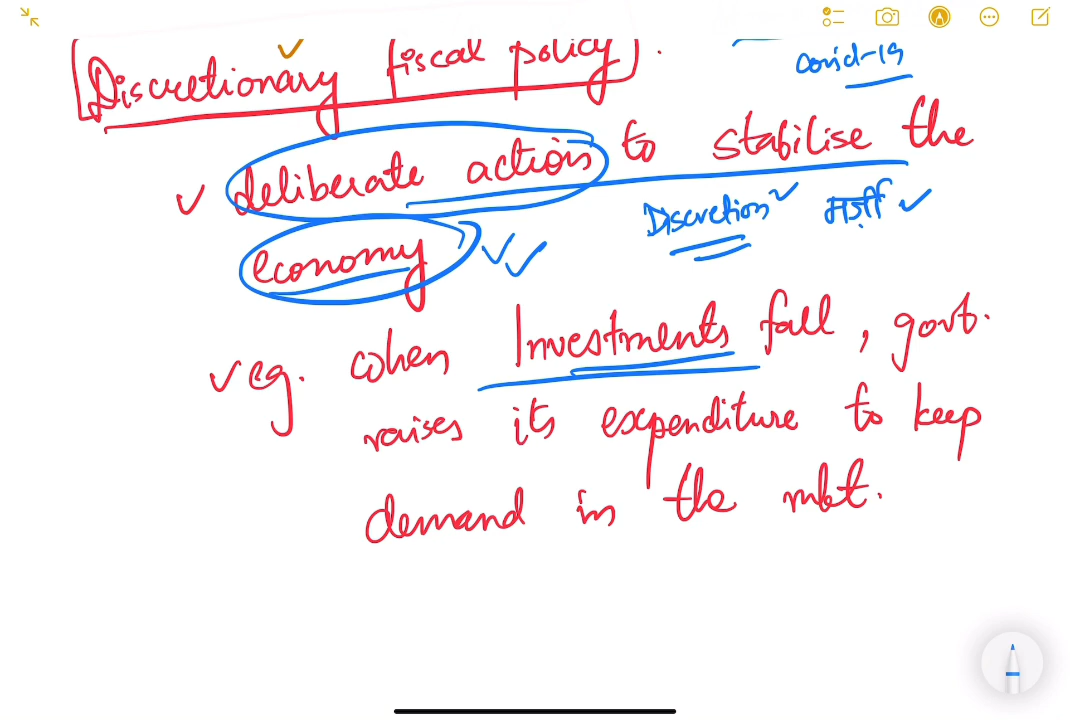 Discretionary fiscal policy).
Covid-19
deliberate actions to stabilise the
Discretion
economy
eg. when Investments fall, govt.
raises its expenditure to keep
demand in the mkt.